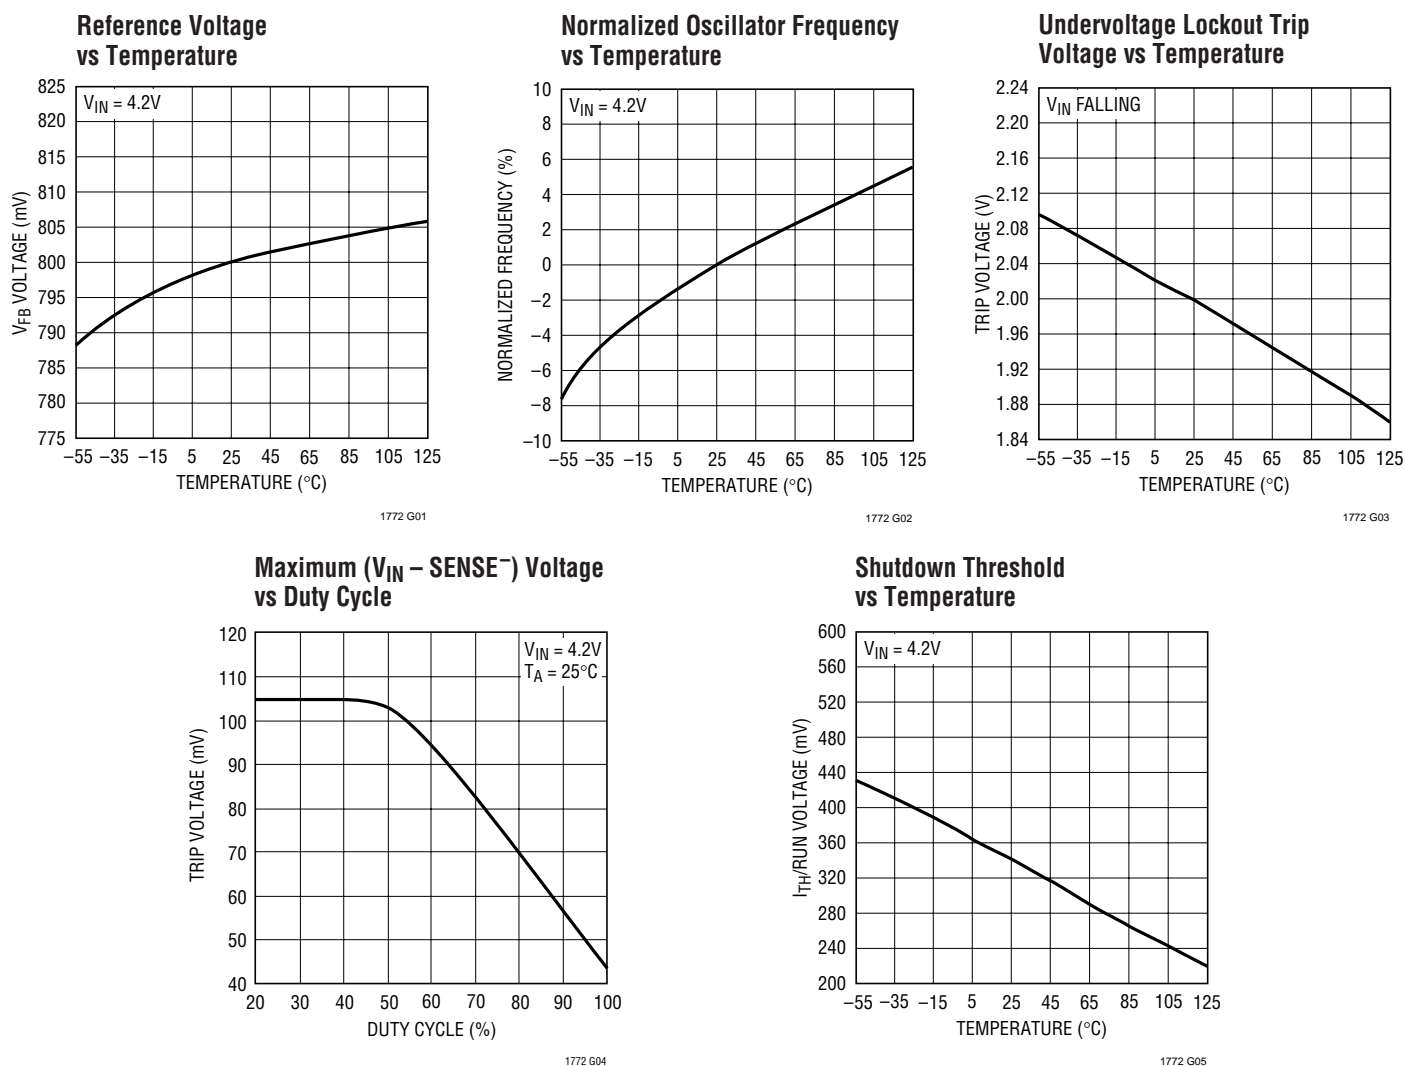 Reference Voltage
vs Temperature
825
820
815
810
805
800
795
790
785
780
775
V_FB VOLTAGE (mV)
V_IN = 4.2V
–55 –35 –15 5 25 45 65 85 105 125
TEMPERATURE (°C)
1772 G01
Normalized Oscillator Frequency
vs Temperature
10
8
6
4
2
0
–2
–4
–6
–8
–10
NORMALIZED FREQUENCY (%)
V_IN = 4.2V
–55 –35 –15 5 25 45 65 85 105 125
TEMPERATURE (°C)
1772 G02
Undervoltage Lockout Trip
Voltage vs Temperature
2.24
2.20
2.16
2.12
2.08
2.04
2.00
1.96
1.92
1.88
1.84
TRIP VOLTAGE (V)
V_IN FALLING
–55 –35 –15 5 25 45 65 85 105 125
TEMPERATURE (°C)
1772 G03
Maximum (V_IN – SENSE⁻) Voltage
vs Duty Cycle
120
110
100
90
80
70
60
50
40
TRIP VOLTAGE (mV)
V_IN = 4.2V
T_A = 25°C
20 30 40 50 60 70 80 90 100
DUTY CYCLE (%)
1772 G04
Shutdown Threshold
vs Temperature
600
560
520
480
440
400
360
320
280
240
200
I_TH/RUN VOLTAGE (mV)
V_IN = 4.2V
–55 –35 –15 5 25 45 65 85 105 125
TEMPERATURE (°C)
1772 G05